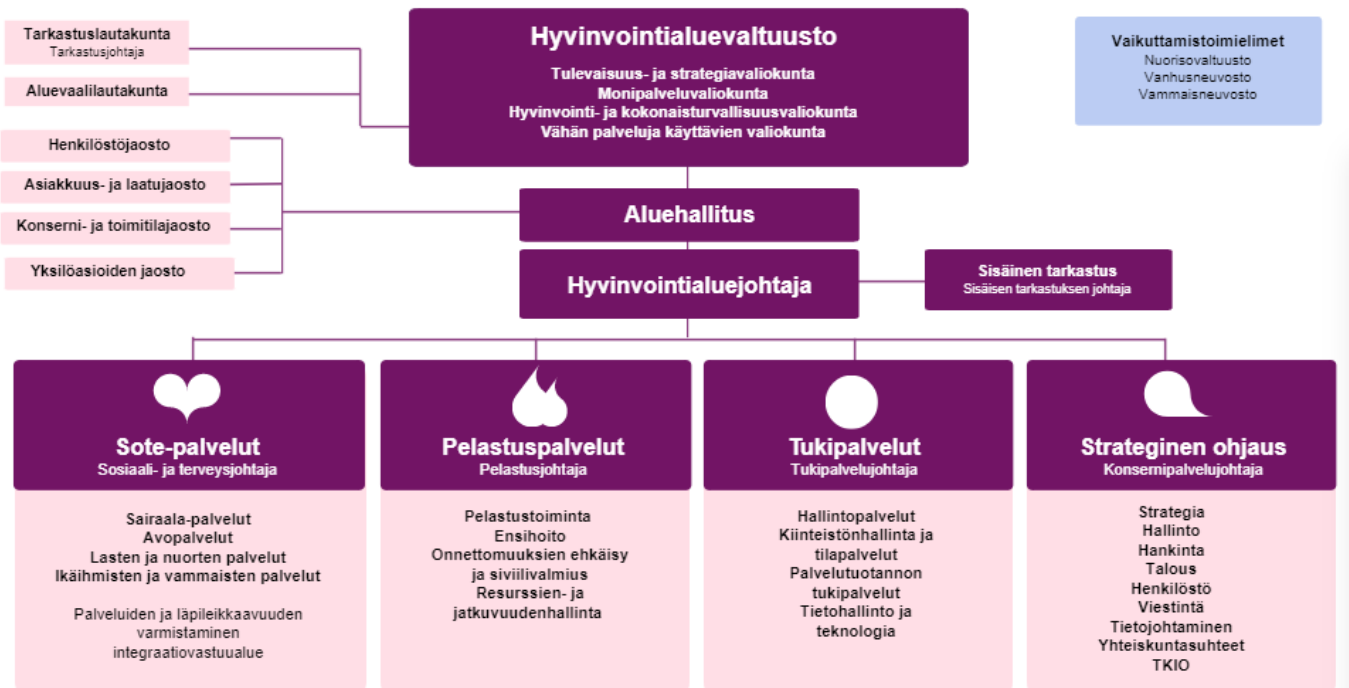 Tarkastuslautakunta
Tarkastusjohtaja
Aluevaalilautakunta
Hyvinvointialuevaltuusto
Tulevaisuus- ja strategiavaliokunta
Monipalveluvaliokunta
Hyvinvointi- ja kokonaisturvallisuusvaliokunta
Vähän palveluja käyttävien valiokunta
Vaikuttamistoimielimet
Nuorisovaltuusto
Vanhusneuvosto
Vammaisneuvosto
Henkilöstöjaosto
Asiakkuus- ja laatujaosto
Konserni- ja toimitilajaosto
Yksilöasioiden jaosto
Aluehallitus
Hyvinvointialuejohtaja
Sisäinen tarkastus
Sisäisen tarkastuksen johtaja
Sote-palvelut
Sosiaali- ja terveysjohtaja
Sairaala-palvelut
Avopalvelut
Lasten ja nuorten palvelut
Ikäihmisten ja vammaisten palvelut
Palveluiden ja läpileikkaavuuden
varmistaminen
integraatiovastuualue
Pelastuspalvelut
Pelastusjohtaja
Pelastustoiminta
Ensihoito
Onnettomuuksien ehkäisy
ja siviilivalmius
Resurssien- ja
jatkuvuudenhallinta
Tukipalvelut
Tukipalvelujohtaja
Hallintopalvelut
Kiinteistönhallinta ja
tilapalvelut
Palvelutuotannon
tukipalvelut
Tietohallinto ja
teknologia
Strateginen ohjaus
Konsernipalvelujohtaja
Strategia
Hallinto
Hankinta
Talous
Henkilöstö
Viestintä
Tietojohtaminen
Yhteiskuntasuhteet
TKIO